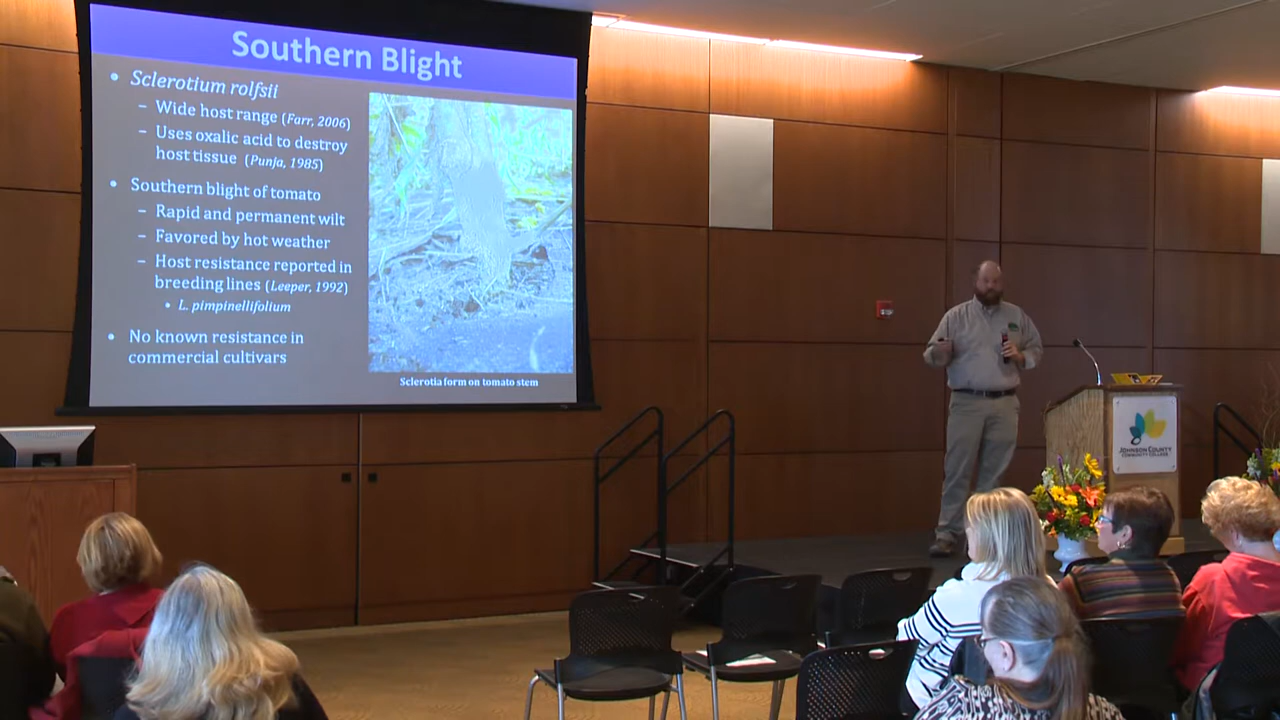 Southern Blight
• Sclerotium rolfsii
– Wide host range (Farr, 2006)
– Uses oxalic acid to destroy
host tissue (Punja, 1985)
• Southern blight of tomato
– Rapid and permanent wilt
– Favored by hot weather
– Host resistance reported in
breeding lines (Leeper, 1992)
• L. pimpinellifolium
• No known resistance in
commercial cultivars
Sclerotia form on tomato stem
JOHNSON COUNTY
COMMUNITY COLLEGE